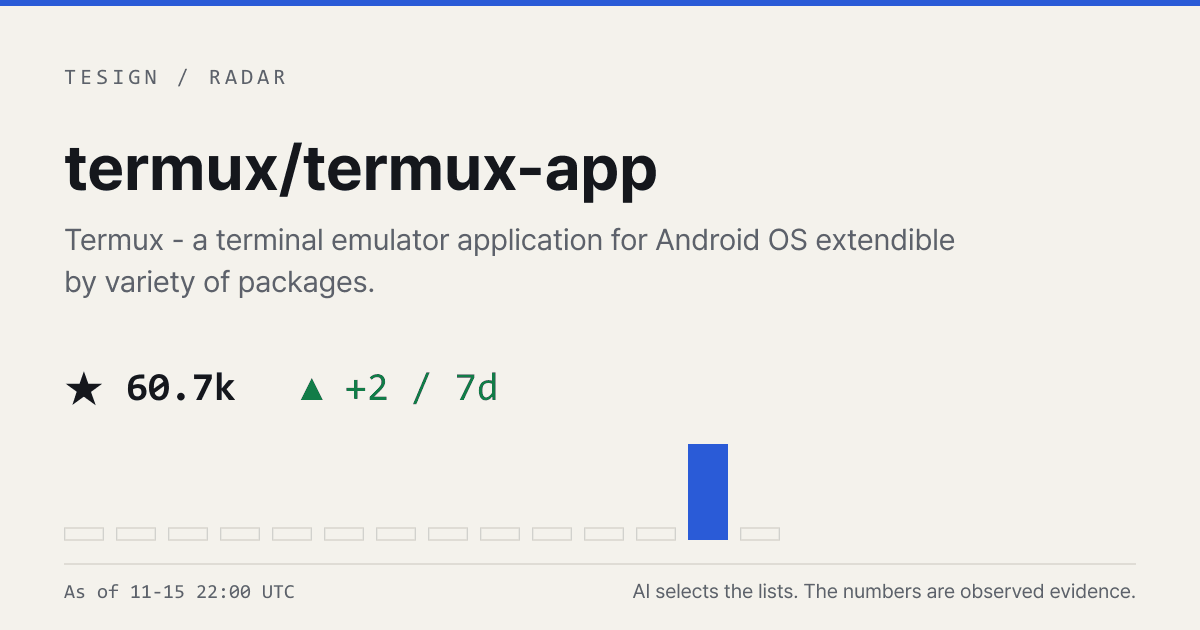 TESIGN / RADAR
termux/termux-app
Termux - a terminal emulator application for Android OS extendible
by variety of packages.
★ 60.7k ▲ +2 / 7d
As of 11-15 22:00 UTC
AI selects the lists. The numbers are observed evidence.